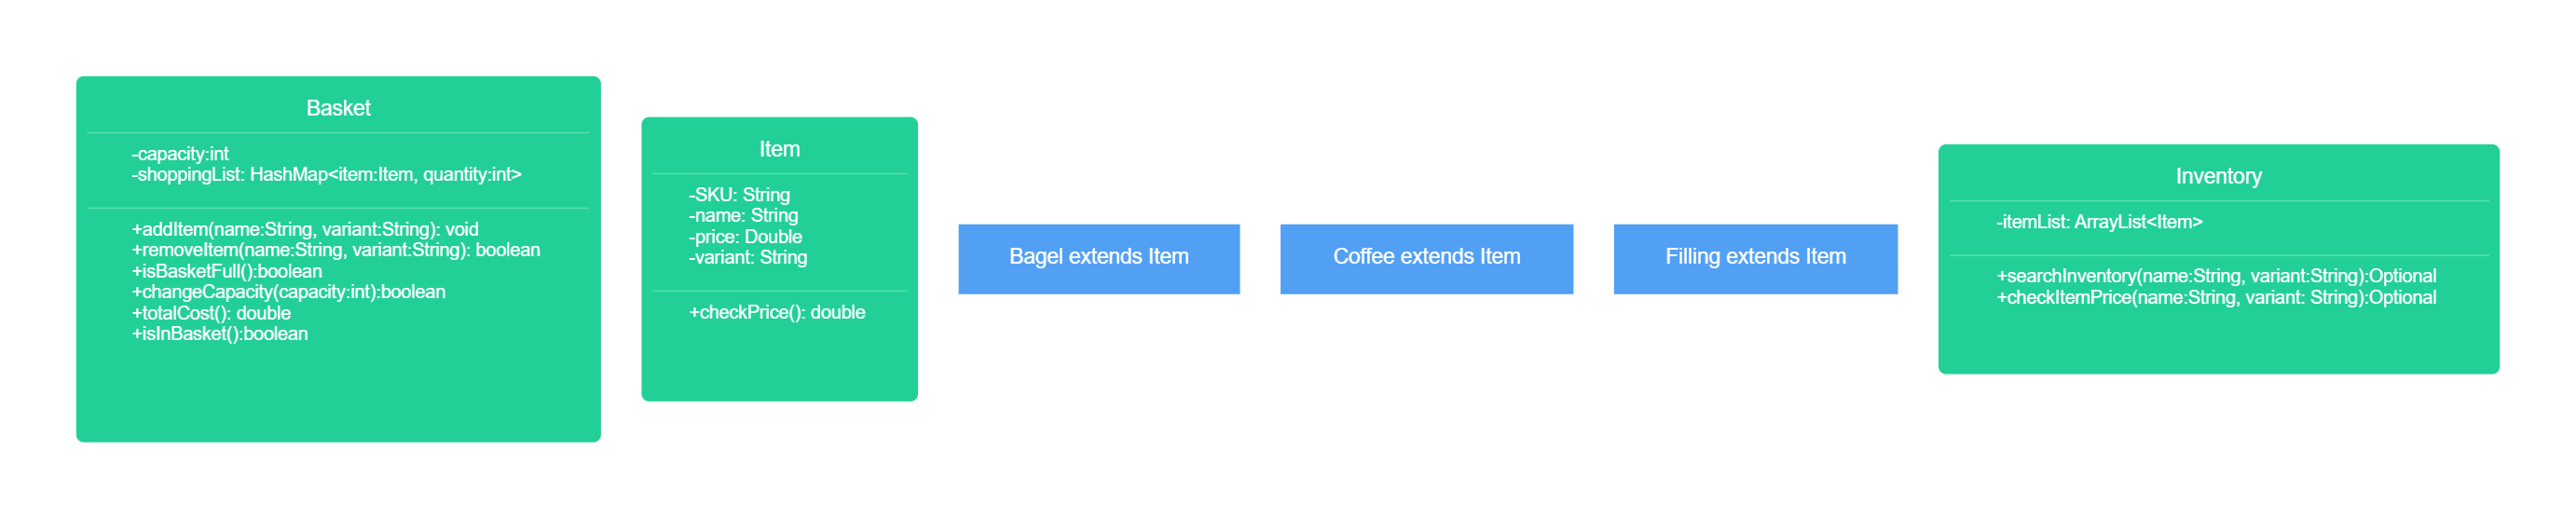 Basket
-capacity:int
-shoppingList: HashMap<item:Item, quantity:int>
+addItem(name:String, variant:String): void
+removeItem(name:String, variant:String): boolean
+isBasketFull():boolean
+changeCapacity(capacity:int):boolean
+totalCost(): double
+isInBasket():boolean
Item
-SKU: String
-name: String
-price: Double
-variant: String
+checkPrice(): double
Bagel extends Item
Coffee extends Item
Filling extends Item
Inventory
-itemList: ArrayList<Item>
+searchInventory(name:String, variant:String):Optional
+checkItemPrice(name:String, variant: String):Optional